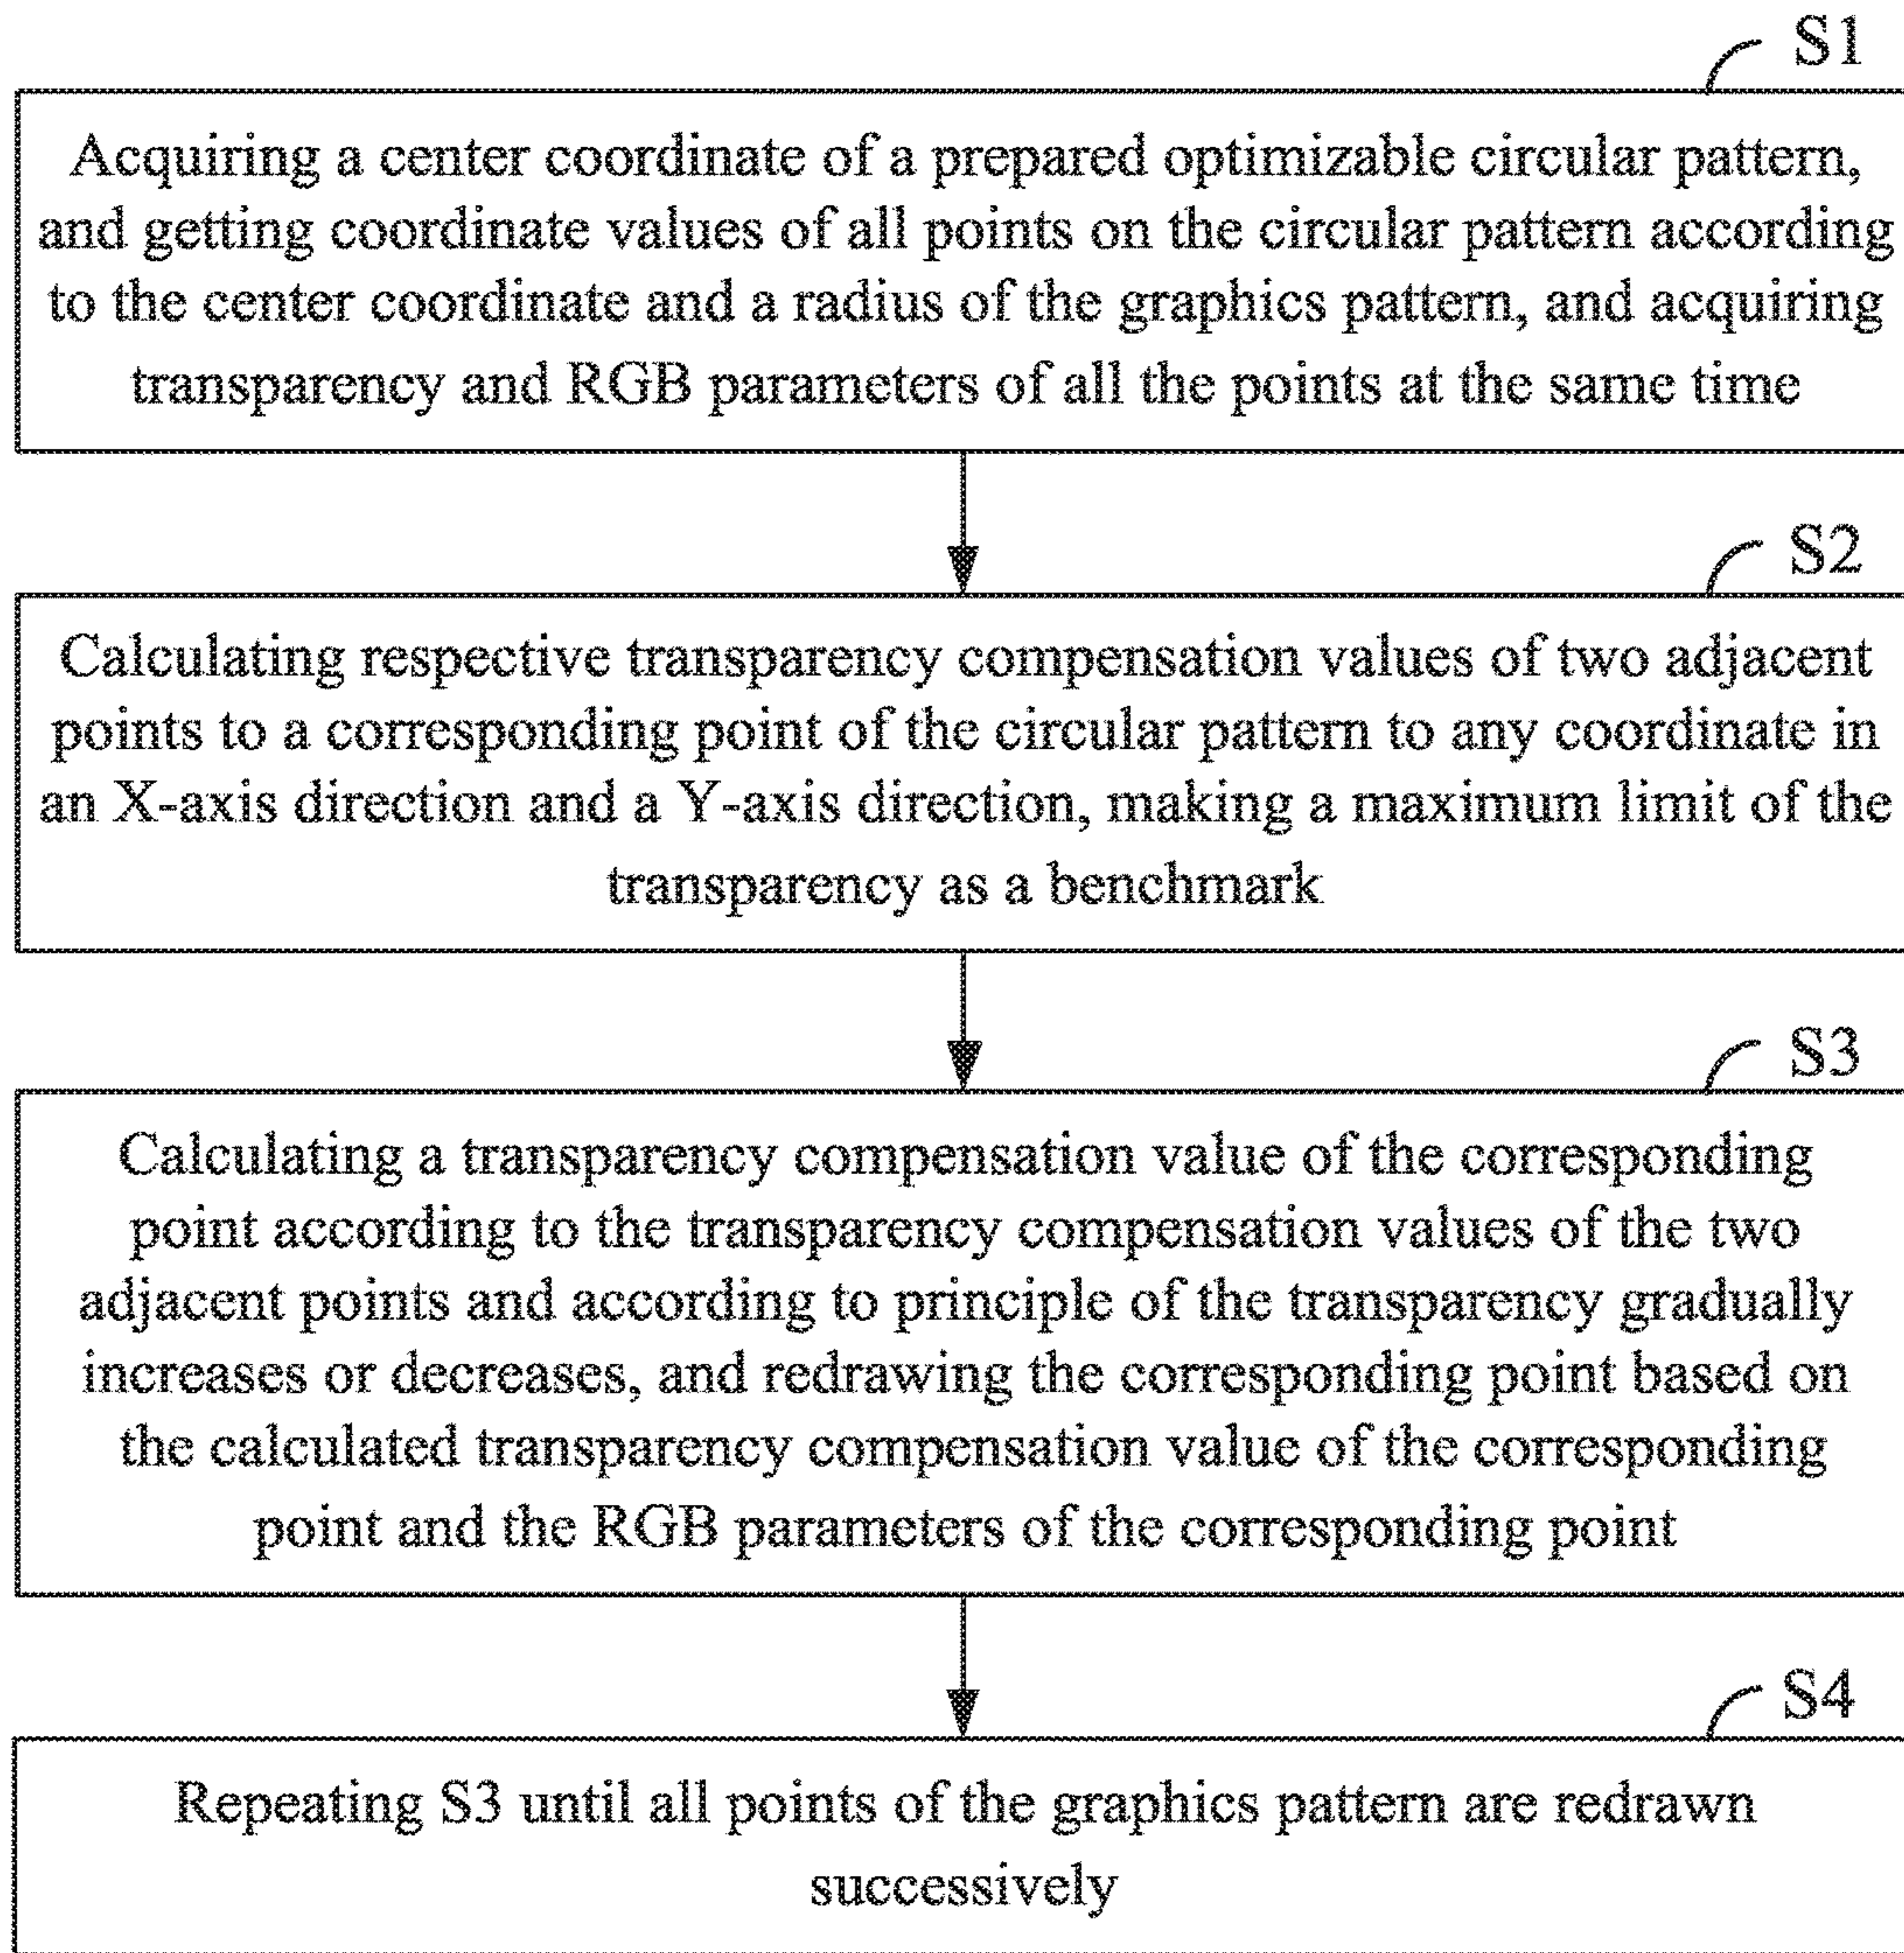 S1
Acquiring a center coordinate of a prepared optimizable circular pattern,
and getting coordinate values of all points on the circular pattern according
to the center coordinate and a radius of the graphics pattern, and acquiring
transparency and RGB parameters of all the points at the same time
S2
Calculating respective transparency compensation values of two adjacent
points to a corresponding point of the circular pattern to any coordinate in
an X-axis direction and a Y-axis direction, making a maximum limit of the
transparency as a benchmark
S3
Calculating a transparency compensation value of the corresponding
point according to the transparency compensation values of the two
adjacent points and according to principle of the transparency gradually
increases or decreases, and redrawing the corresponding point based on
the calculated transparency compensation value of the corresponding
point and the RGB parameters of the corresponding point
S4
Repeating S3 until all points of the graphics pattern are redrawn
successively